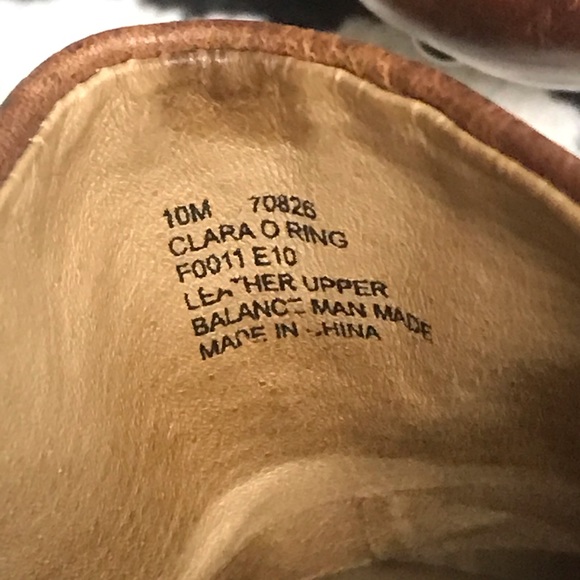 10M 70826
CLARA O RING
F0011 E10
LEATHER UPPER
BALANCE MAN MADE
MADE IN CHINA